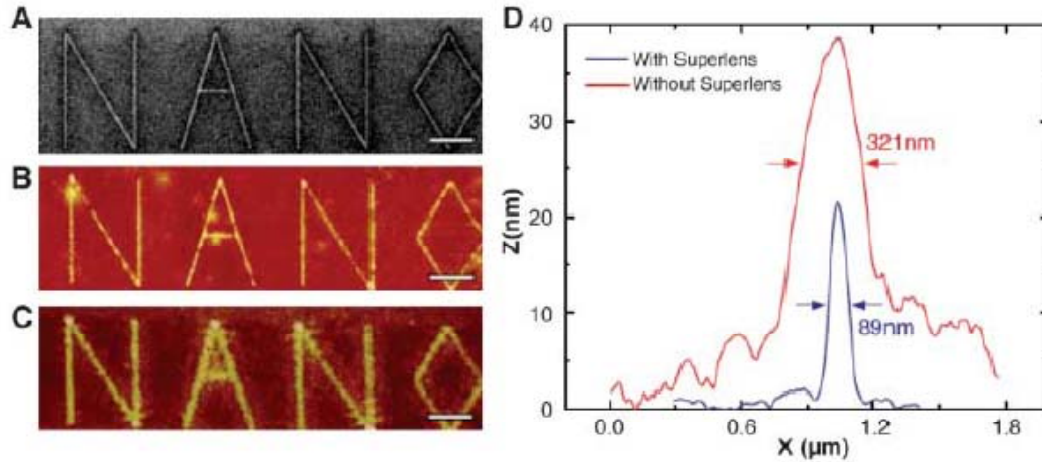 A
NANO
B
NANO
C
NANO
D
With Superlens
Without Superlens
321nm
89nm
40
30
20
10
0
Z(nm)
0.0
0.6
1.2
1.8
X (µm)